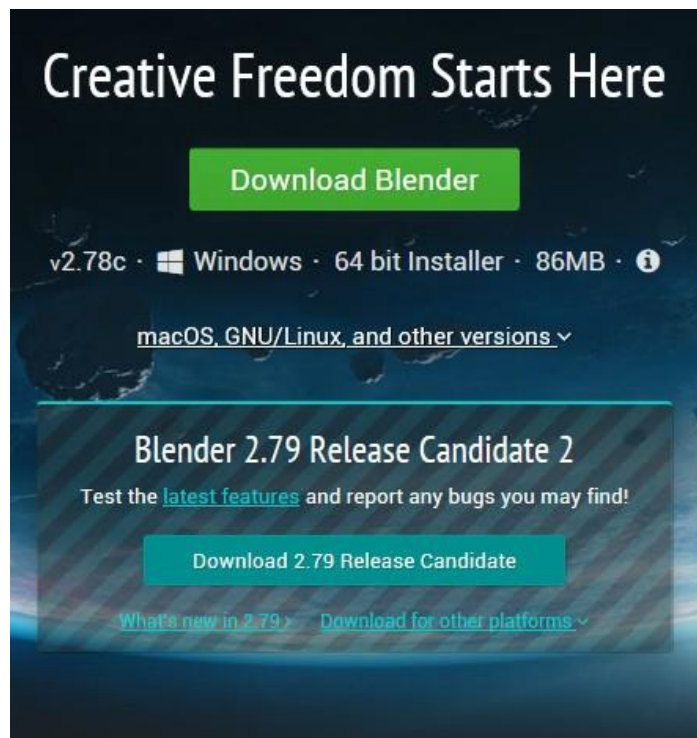 Creative Freedom Starts Here
Download Blender
v2.78c · Windows · 64 bit Installer · 86MB ·
macOS, GNU/Linux, and other versions
Blender 2.79 Release Candidate 2
Test the latest features and report any bugs you may find!
Download 2.79 Release Candidate
What's new in 2.79 Download for other platforms